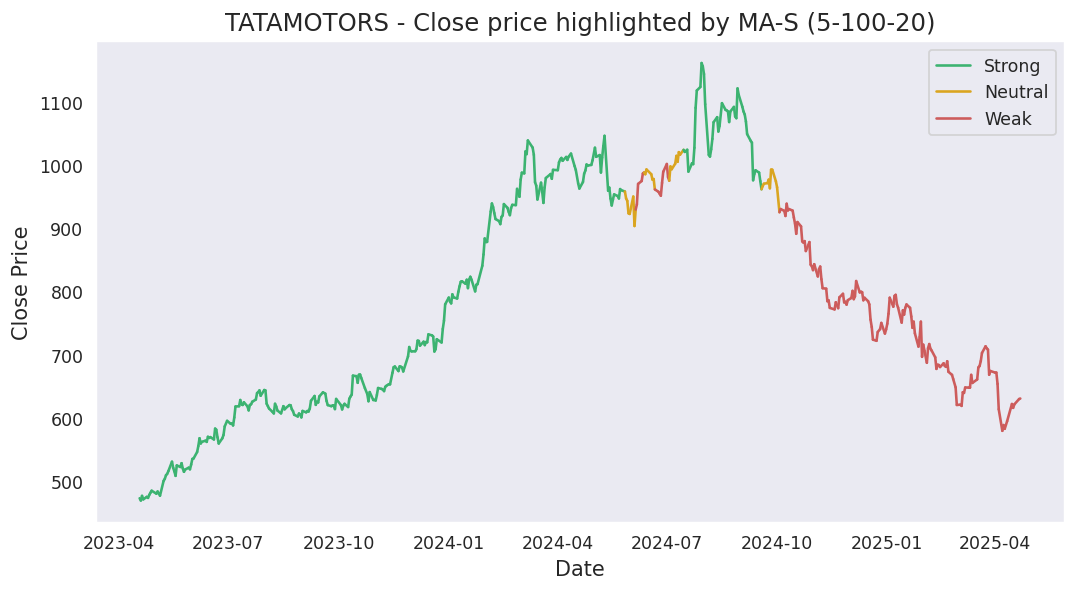 TATAMOTORS - Close price highlighted by MA-S (5-100-20)
Strong
Neutral
Weak
Close Price
1100
1000
900
800
700
600
500
2023-04 2023-07 2023-10 2024-01 2024-04 2024-07 2024-10 2025-01 2025-04
Date